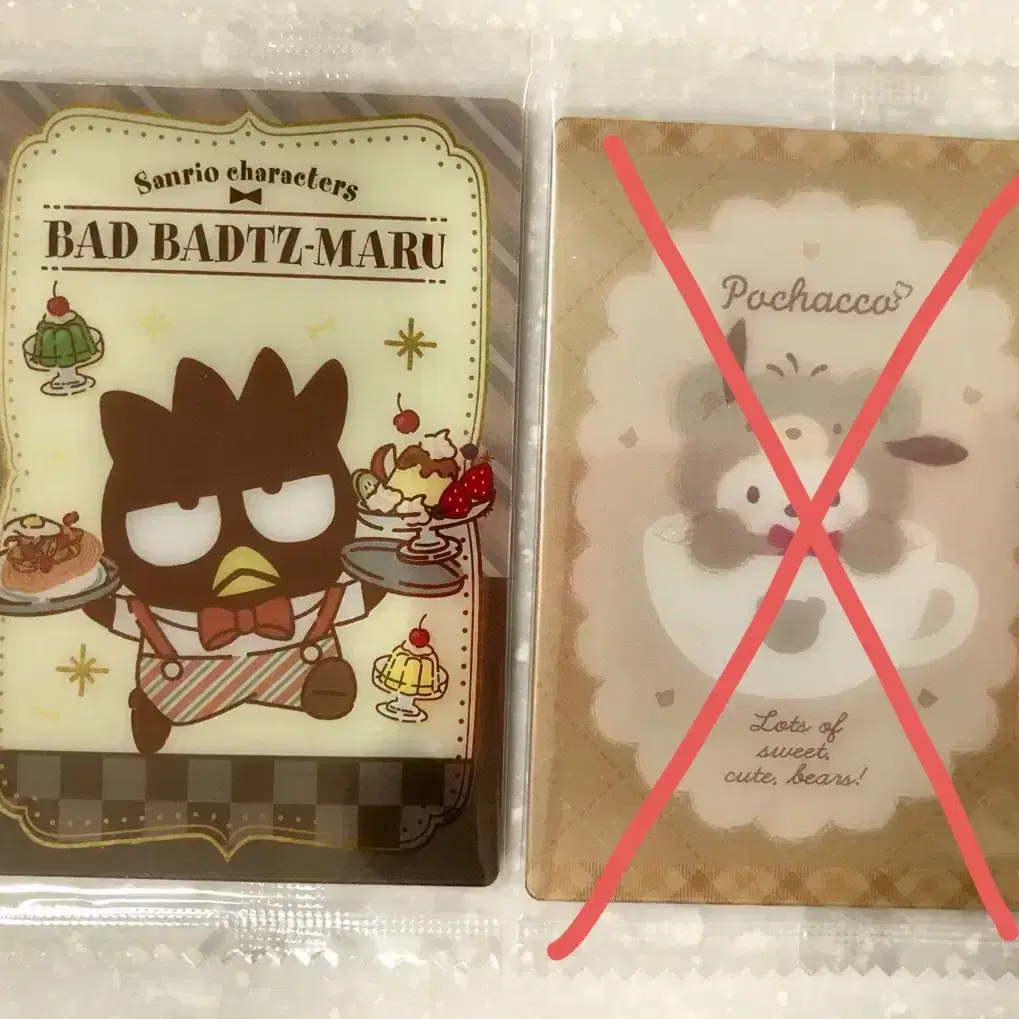 Sanrio characters
BAD BADTZ-MARU
Pochacco
Lots of
sweet,
cute, bears!